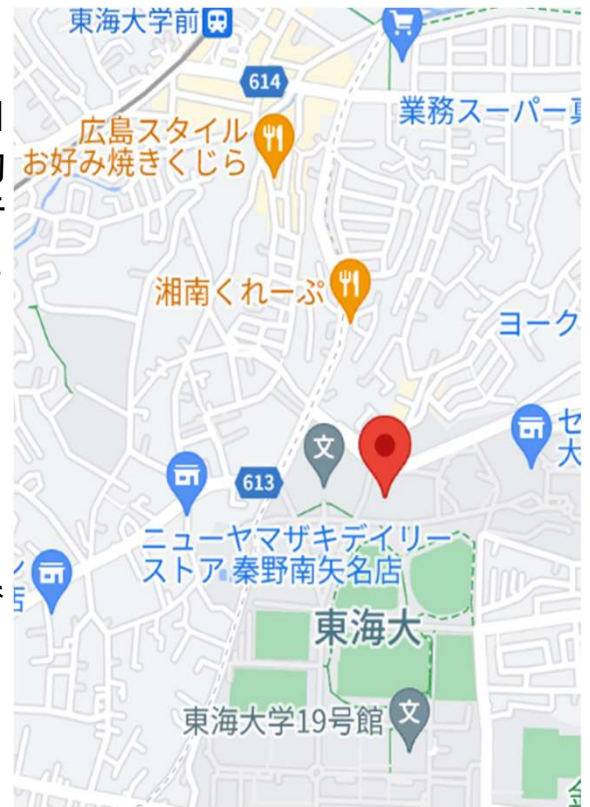 東海大学前
614
業務スーパー
広島スタイル
お好み焼きくじら
湘南くれーぷ
ヨーク
文
セ
大
613
ニューヤマザキデイリー
ストア 秦野南矢名店
店
東海大
東海大学19号館
文